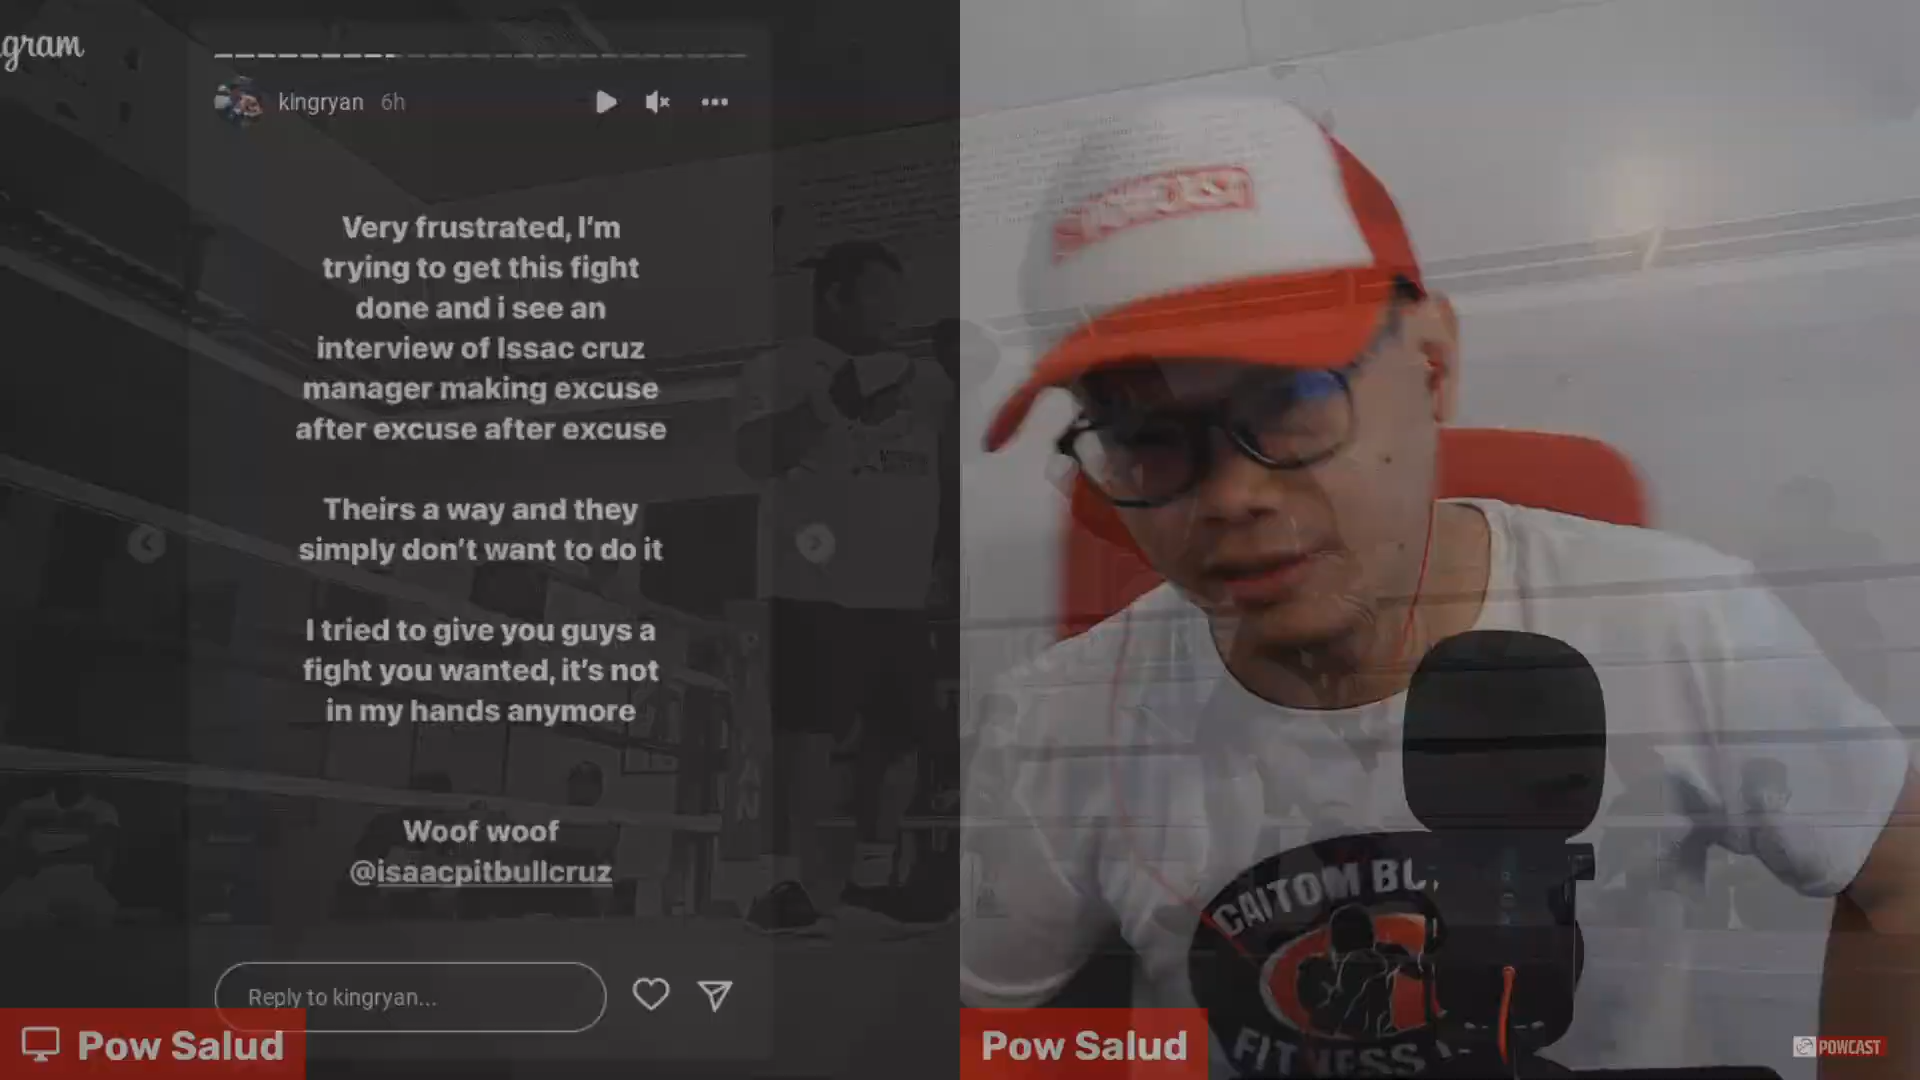 gram
kingryan 6h
Very frustrated, I'm
trying to get this fight
done and i see an
interview of Issac cruz
manager making excuse
after excuse after excuse
Theirs a way and they
simply don't want to do it
I tried to give you guys a
fight you wanted, it's not
in my hands anymore
Woof woof
@isaacpitbullcruz
Reply to kingryan...
Pow Salud
FIT
Pow Salud
POWCAST